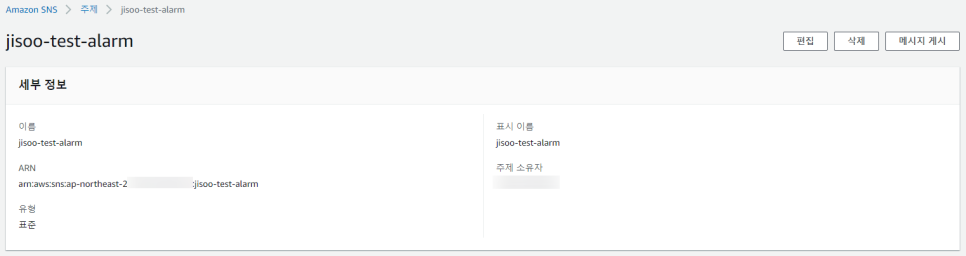 Amazon SNS > 주제 > jisoo-test-alarm
jisoo-test-alarm
편집 삭제 메시지 게시
세부 정보
이름
jisoo-test-alarm
ARN
arn:aws:sns:ap-northeast-2 :jisoo-test-alarm
유형
표준
표시 이름
jisoo-test-alarm
주제 소유자